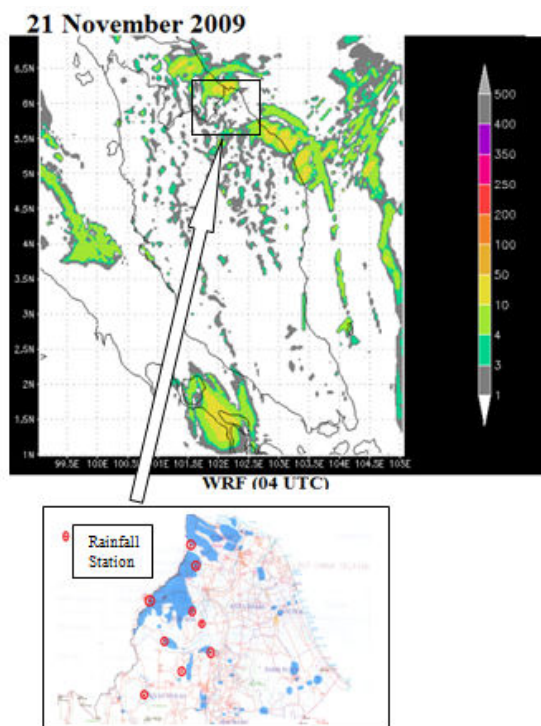 21 November 2009
6.5N
6N
5.5N
5N
4.5N
4N
3.5N
3N
2.5N
2N
1.5N
1N
99.5E 100E 100.5E 101E 101.5E 102E 102.5E 103E 103.5E 104E 104.5E 105E
500
400
350
250
200
100
50
10
4
3
1
WRF (04 UTC)
Rainfall
Station